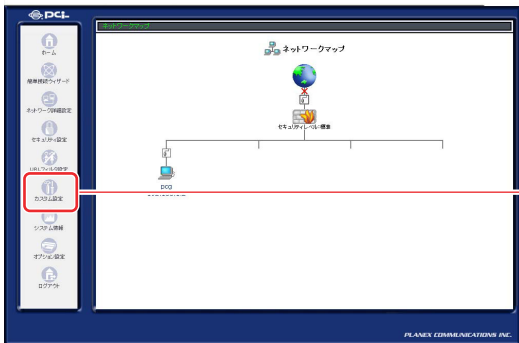 PCi
ネットワークマップ
ネットワークマップ
ホーム
簡単接続ウィザード
ネットワーク詳細設定
セキュリティ設定
URLフィルタ設定
カスタム設定
システム情報
オプション設定
ログアウト
セキュリティレベル:標準
pcg
PLANEX COMMUNICATIONS INC.